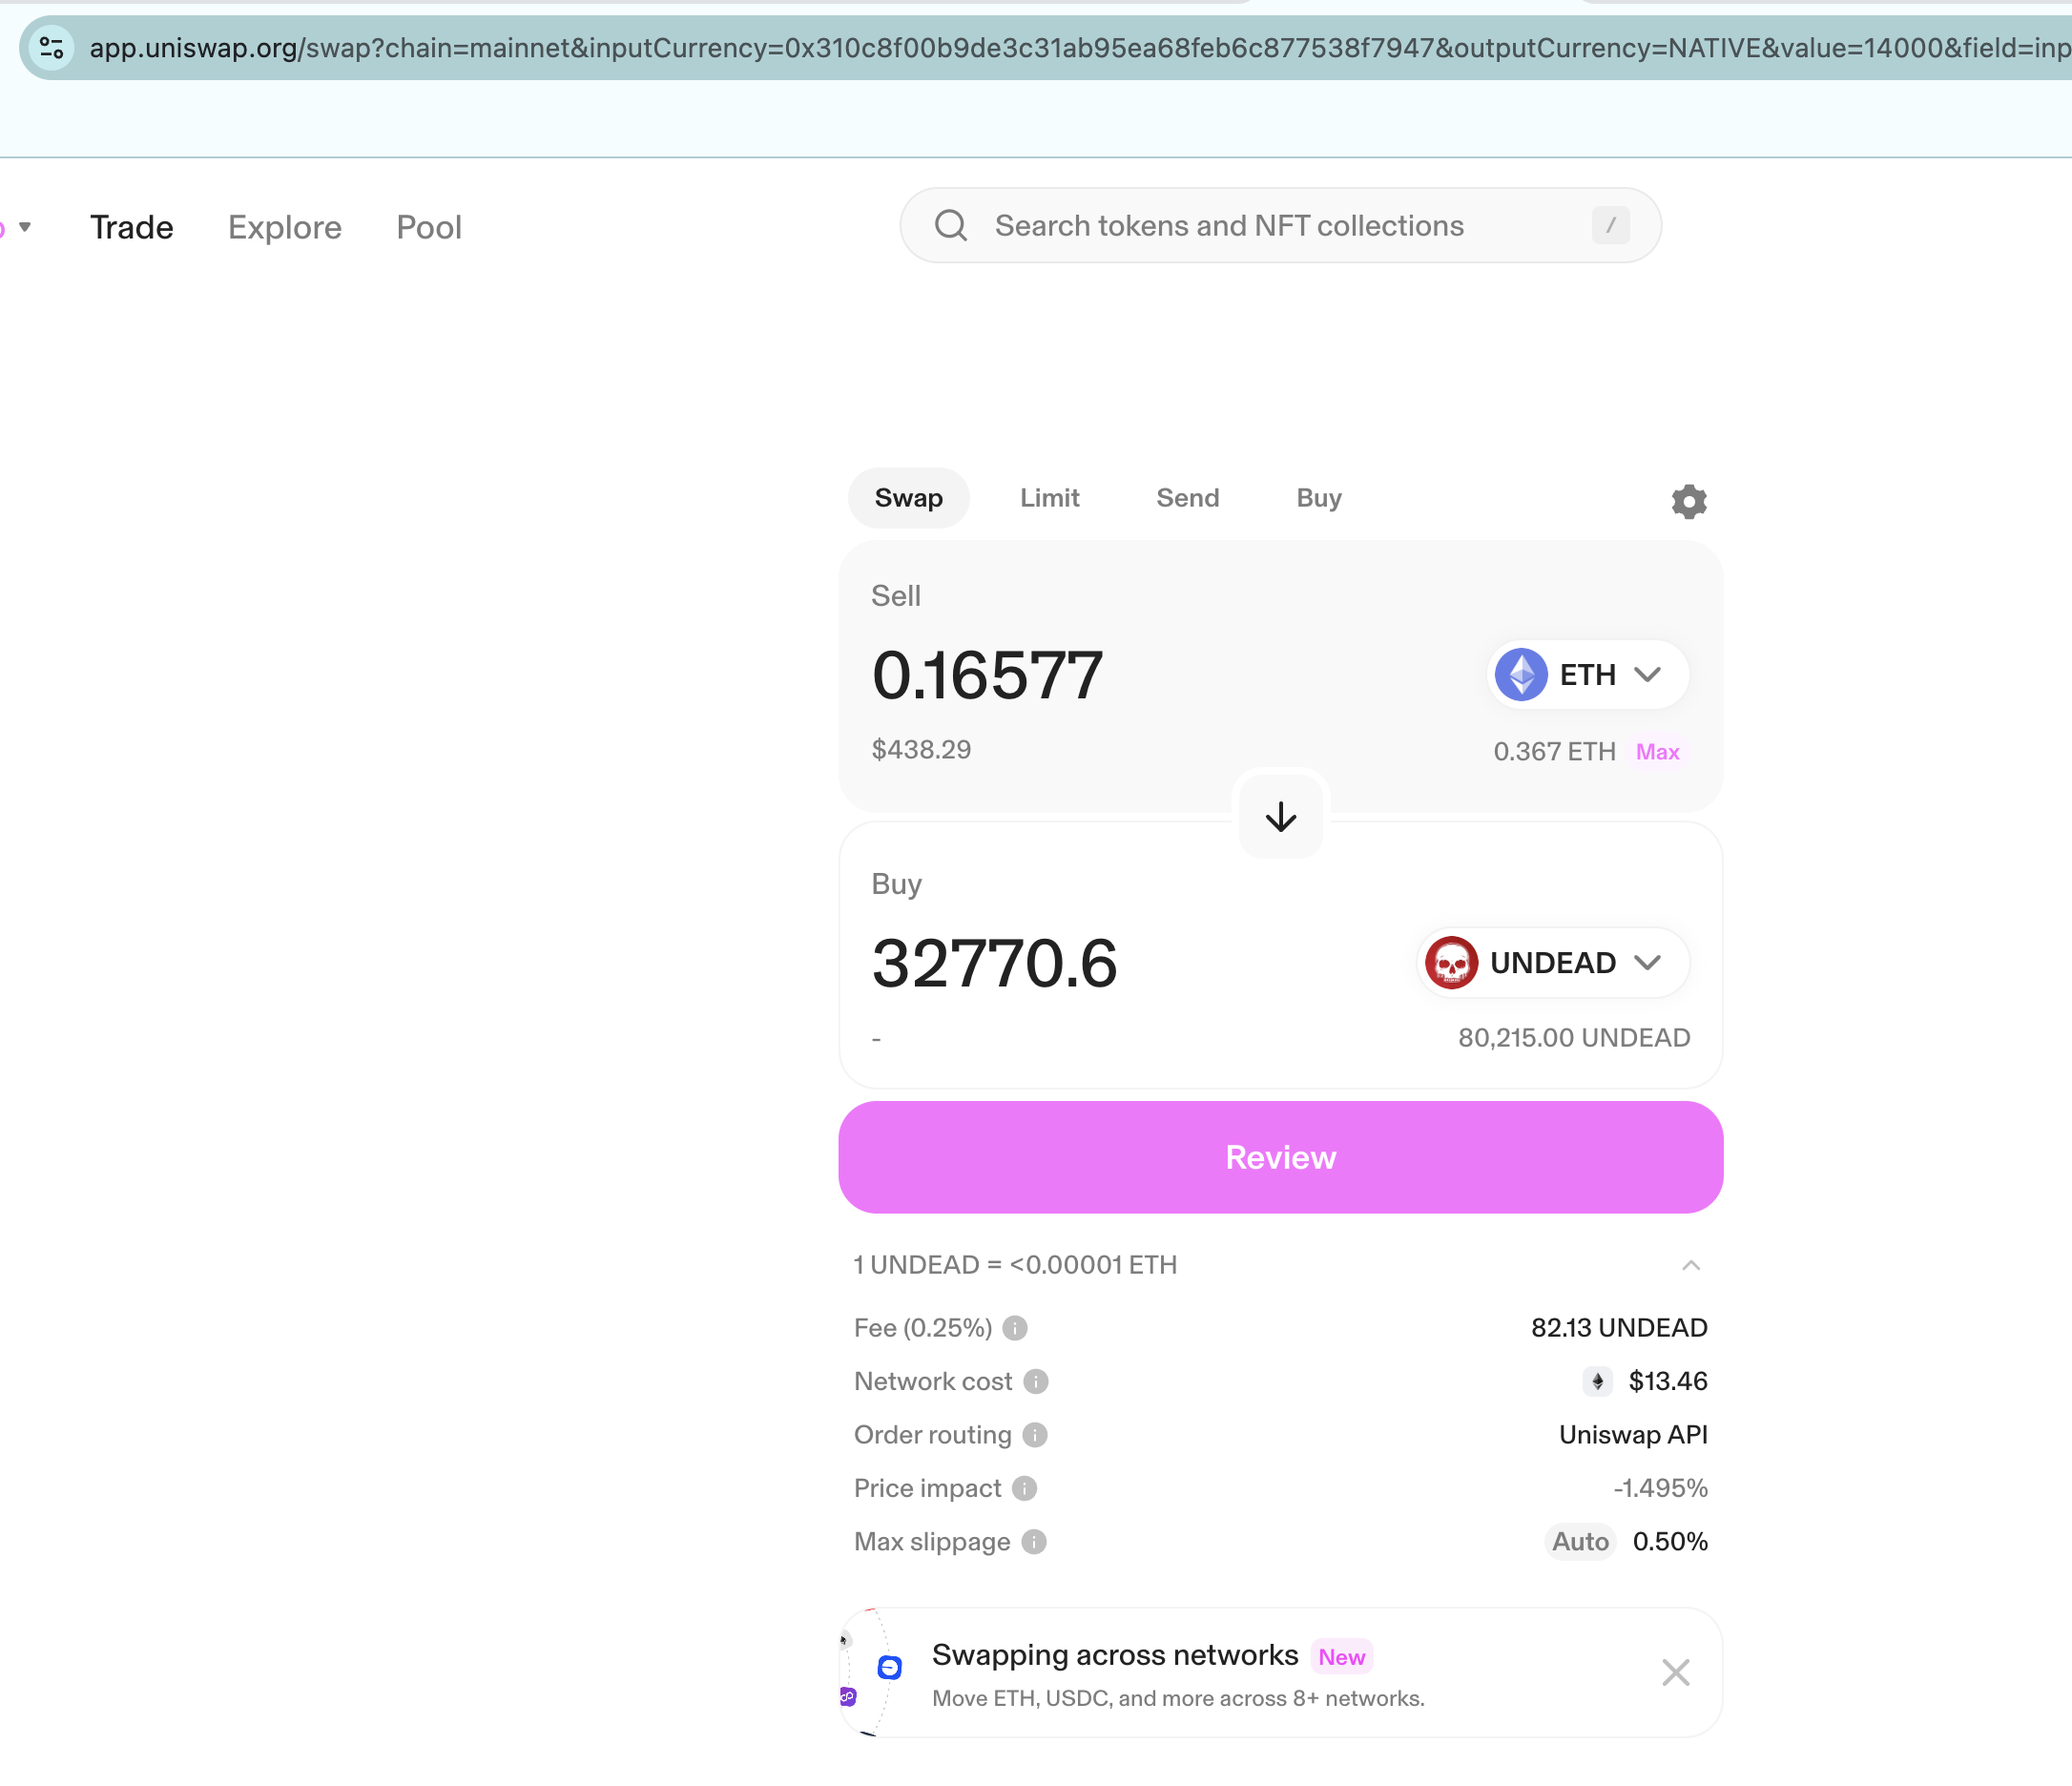 app.uniswap.org/swap?chain=mainnet&inputCurrency=0x310c8f00b9de3c31ab95ea68feb6c877538f7947&outputCurrency=NATIVE&value=14000&field=inp
Trade Explore Pool
Search tokens and NFT collections /
Swap Limit Send Buy
Sell
0.16577 ETH
$438.29 0.367 ETH Max
Buy
32770.6 UNDEAD
- 80,215.00 UNDEAD
Review
1 UNDEAD = <0.00001 ETH
Fee (0.25%) 82.13 UNDEAD
Network cost $13.46
Order routing Uniswap API
Price impact -1.495%
Max slippage Auto 0.50%
Swapping across networks New
Move ETH, USDC, and more across 8+ networks.